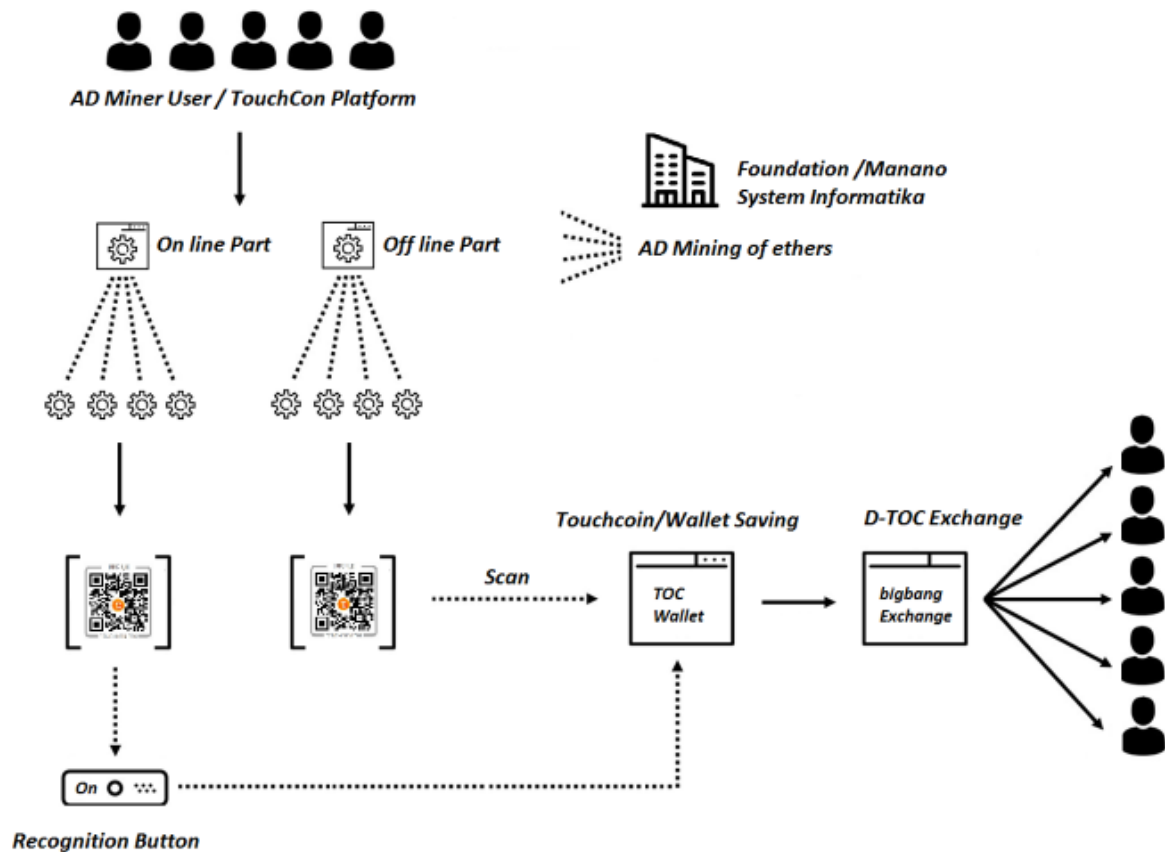 AD Miner User / TouchCon Platform
Foundation /Manano
System Informatika
On line Part
Off line Part
AD Mining of ethers
Touchcoin/Wallet Saving
D-TOC Exchange
Scan
TOC
Wallet
bigbang
Exchange
On
Recognition Button